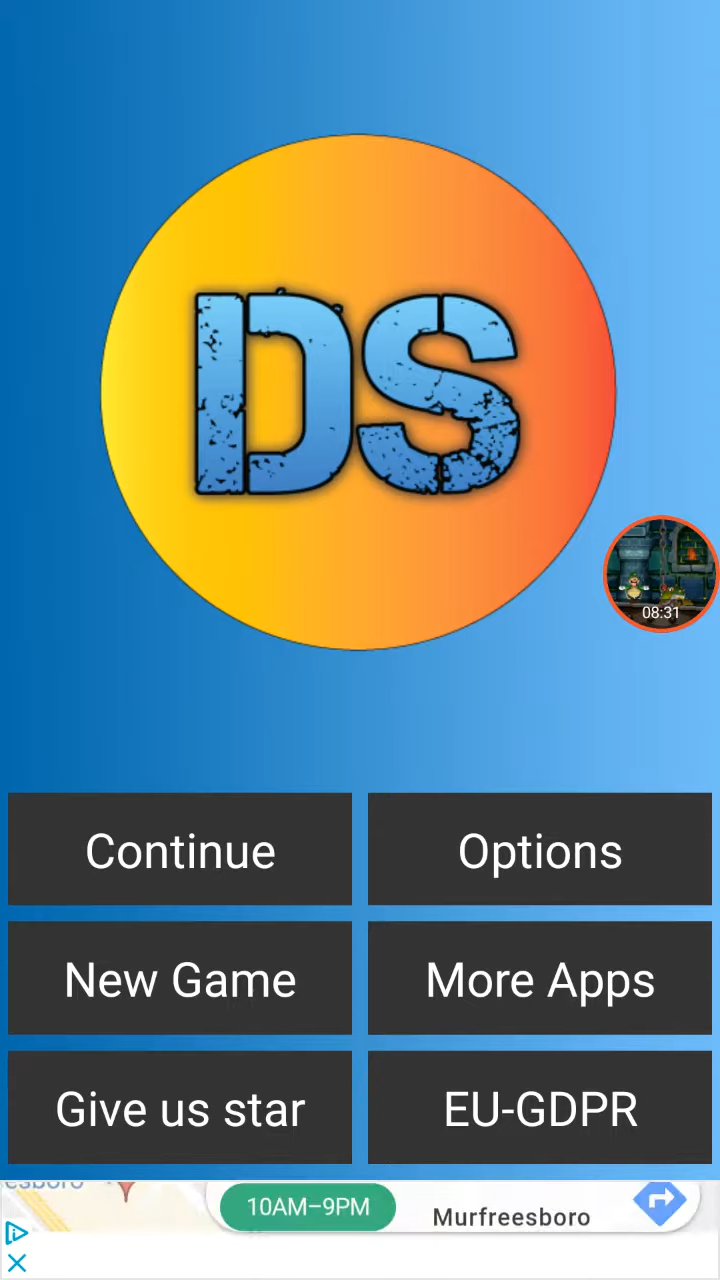 DS
08:31
Continue
Options
New Game
More Apps
Give us star
EU-GDPR
10AM–9PM
Murfreesboro